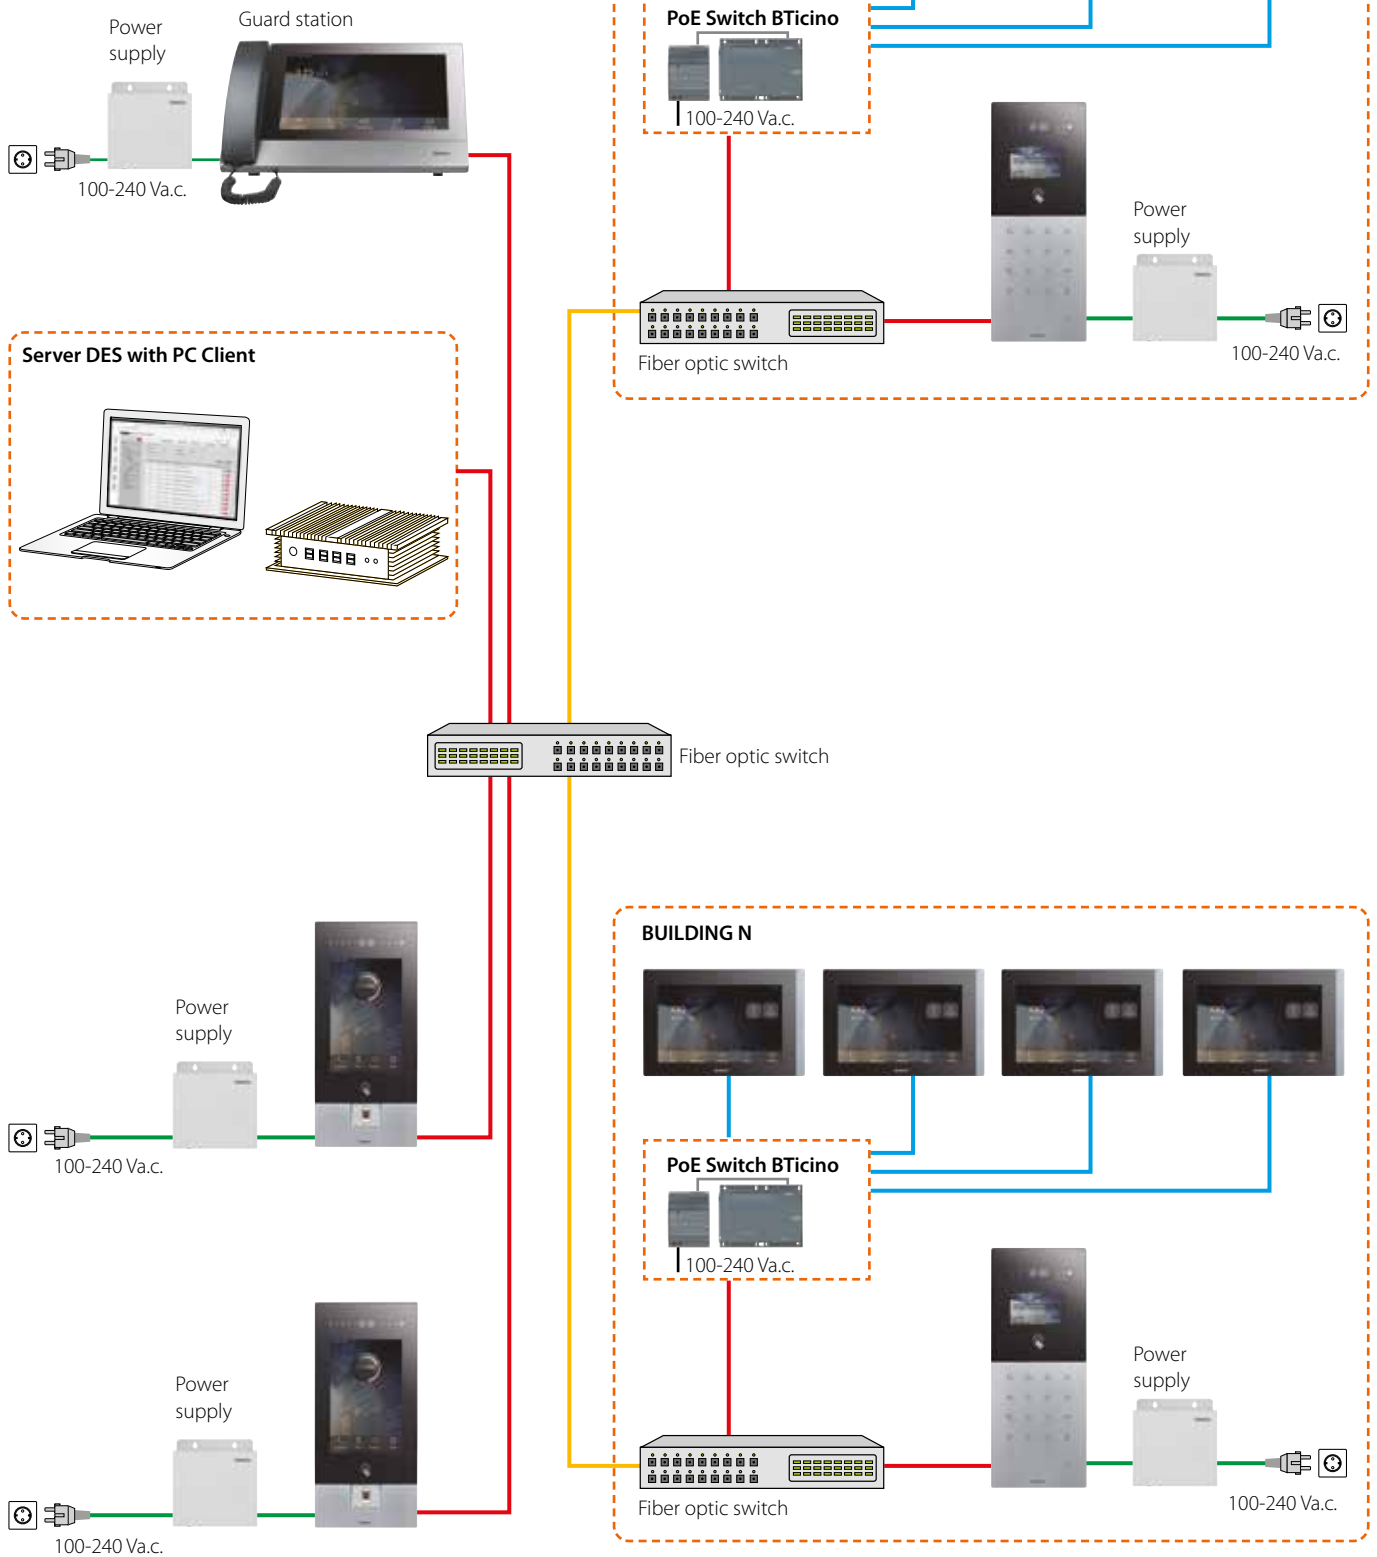 Power
supply
Guard station
100-240 Va.c.
PoE Switch BTicino
100-240 Va.c.
Power
supply
100-240 Va.c.
Fiber optic switch
Server DES with PC Client
Fiber optic switch
Power
supply
100-240 Va.c.
Power
supply
100-240 Va.c.
BUILDING N
PoE Switch BTicino
100-240 Va.c.
Power
supply
100-240 Va.c.
Fiber optic switch